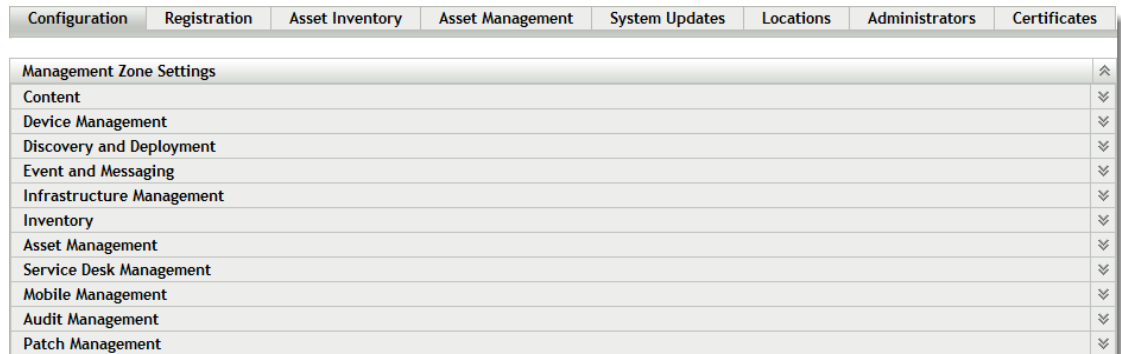 Configuration Registration Asset Inventory Asset Management System Updates Locations Administrators Certificates
Management Zone Settings
Content
Device Management
Discovery and Deployment
Event and Messaging
Infrastructure Management
Inventory
Asset Management
Service Desk Management
Mobile Management
Audit Management
Patch Management